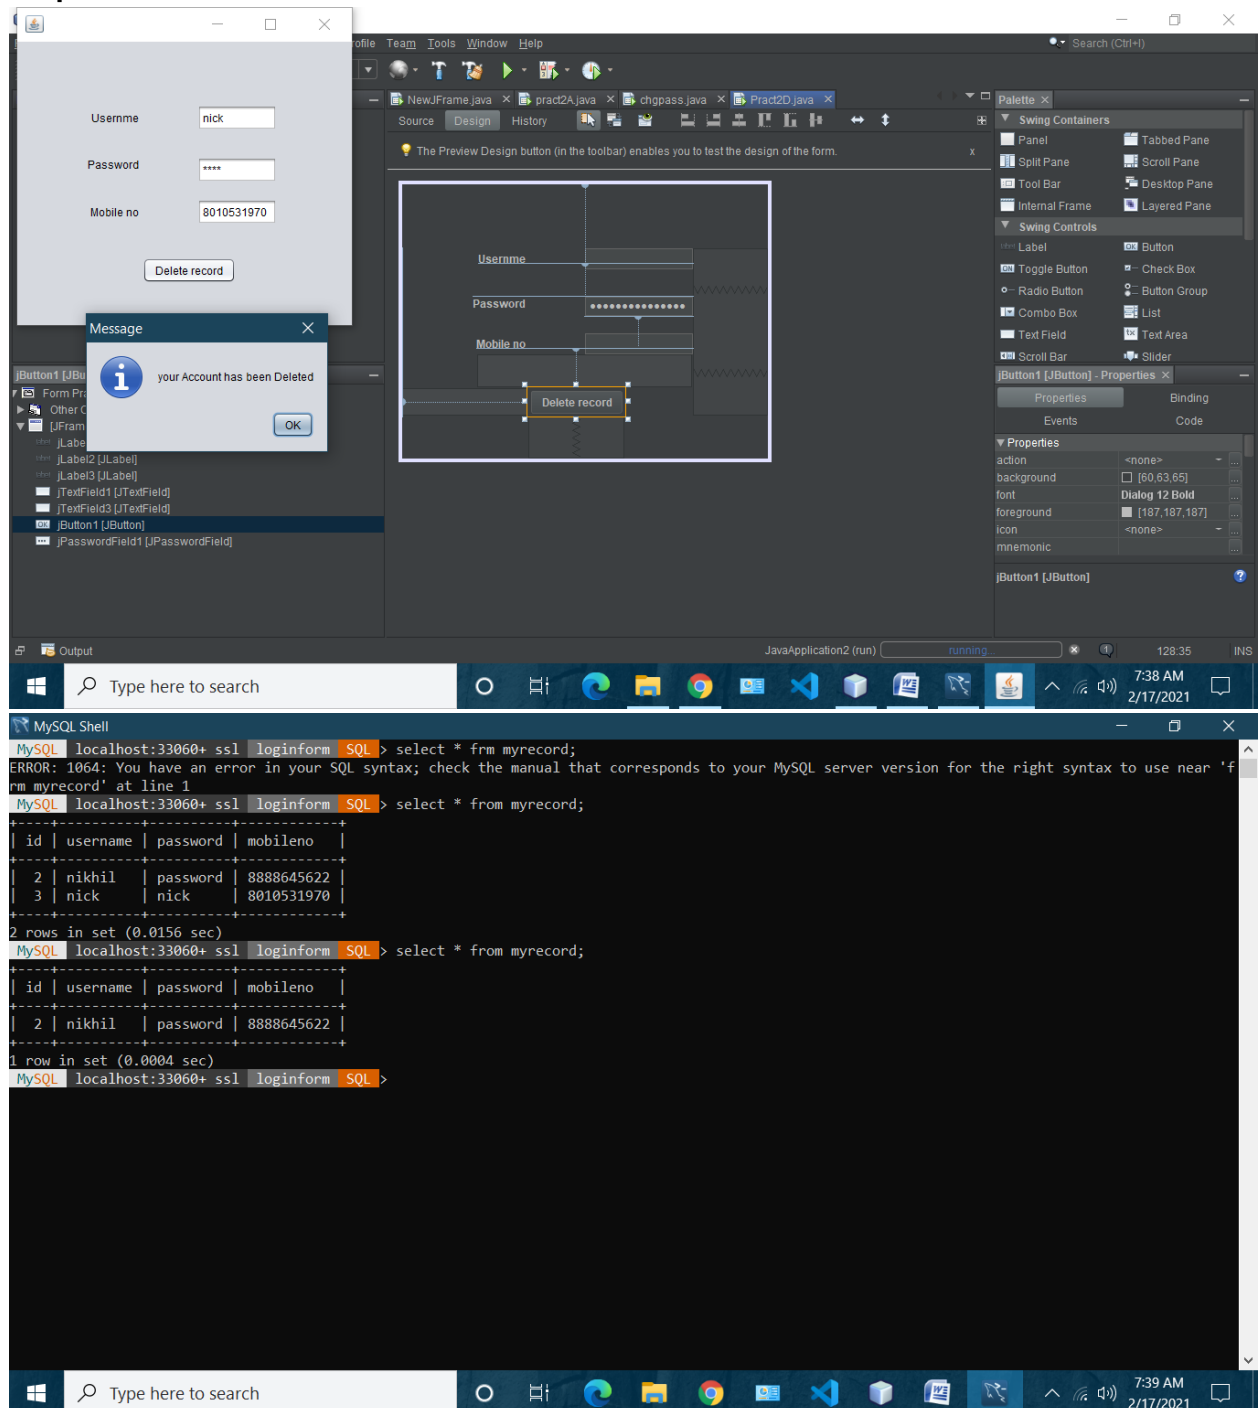 rofile Team Tools Window Help
Search (Ctrl+I)
NewJFrame.java × pract2A.java × chgpass.java × Pract2D.java ×
Source Design History
The Preview Design button (in the toolbar) enables you to test the design of the form. x
Usernme nick
Password ****
Mobile no 8010531970
Delete record
Message
your Account has been Deleted
OK
Usernme
Password
Mobile no
Delete record
Palette ×
Swing Containers
Panel Tabbed Pane
Split Pane Scroll Pane
Tool Bar Desktop Pane
Internal Frame Layered Pane
Swing Controls
Label Button
Toggle Button Check Box
Radio Button Button Group
Combo Box List
Text Field Text Area
Scroll Bar Slider
jButton1 [JBu
Form Pr
Other C
[JFram
jLabe
jLabel2 [JLabel]
jLabel3 [JLabel]
jTextField1 [JTextField]
jTextField3 [JTextField]
jButton1 [JButton]
jPasswordField1 [JPasswordField]
jButton1 [JButton] - Properties ×
Properties Binding
Events Code
Properties
action <none>
background [60,63,65]
font Dialog 12 Bold
foreground [187,187,187]
icon <none>
mnemonic
jButton1 [JButton]
Output
JavaApplication2 (run) running... 1 128:35 INS
Type here to search
7:38 AM
2/17/2021
MySQL Shell
MySQL localhost:33060+ ssl loginform SQL > select * frm myrecord;
ERROR: 1064: You have an error in your SQL syntax; check the manual that corresponds to your MySQL server version for the right syntax to use near 'f
rm myrecord' at line 1
MySQL localhost:33060+ ssl loginform SQL > select * from myrecord;
+----+----------+----------+------------+
| id | username | password | mobileno   |
+----+----------+----------+------------+
|  2 | nikhil   | password | 8888645622 |
|  3 | nick     | nick     | 8010531970 |
+----+----------+----------+------------+
2 rows in set (0.0156 sec)
MySQL localhost:33060+ ssl loginform SQL > select * from myrecord;
+----+----------+----------+------------+
| id | username | password | mobileno   |
+----+----------+----------+------------+
|  2 | nikhil   | password | 8888645622 |
+----+----------+----------+------------+
1 row in set (0.0004 sec)
MySQL localhost:33060+ ssl loginform SQL >
Type here to search
7:39 AM
2/17/2021